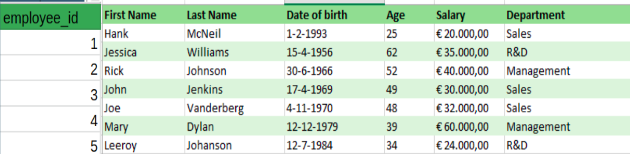 employee_id First Name Last Name Date of birth Age Salary Department
Hank McNeil 1-2-1993 25 € 20.000,00 Sales
1 Jessica Williams 15-4-1956 62 € 35.000,00 R&D
2 Rick Johnson 30-6-1966 52 € 40.000,00 Management
3 John Jenkins 17-4-1969 49 € 30.000,00 Sales
Joe Vanderberg 4-11-1970 48 € 32.000,00 Sales
4 Mary Dylan 12-12-1979 39 € 60.000,00 Management
5 Leeroy Johanson 12-7-1984 34 € 24.000,00 R&D